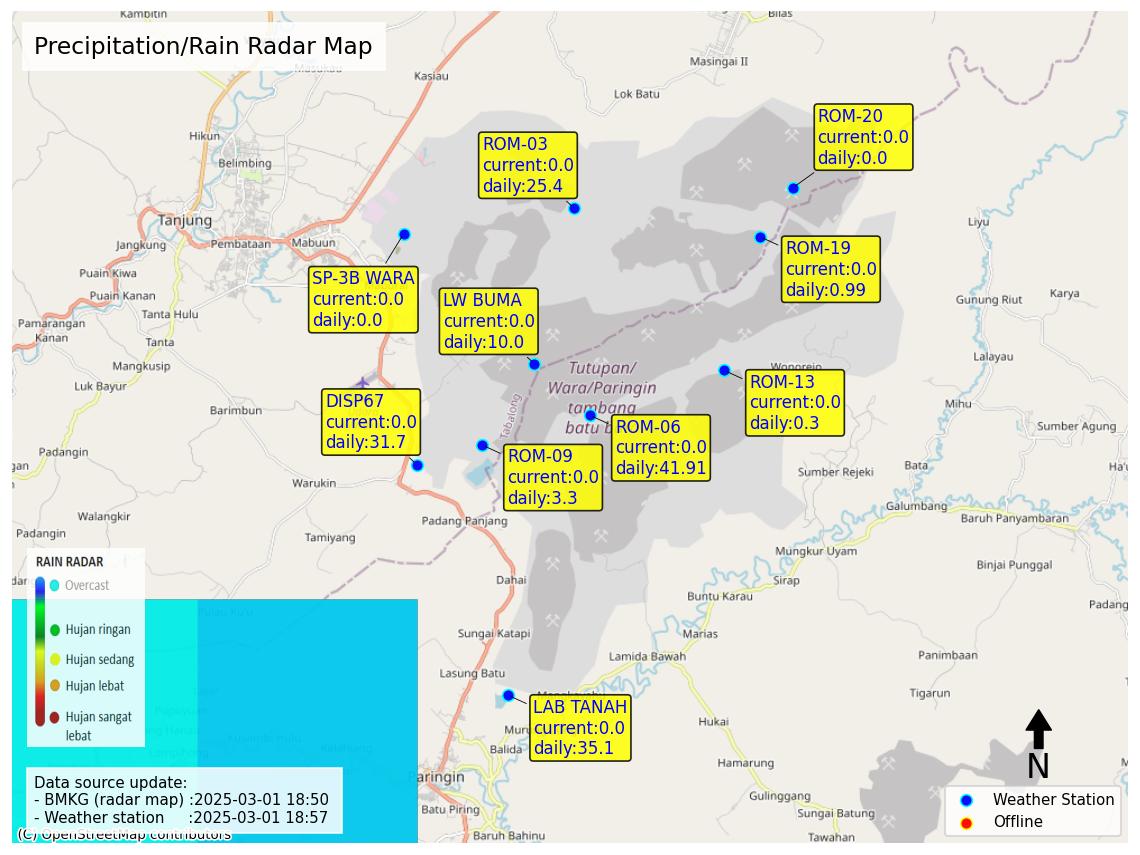 Kambitin
Bilas
Precipitation/Rain Radar Map
Masukau
Kasiau
Masingai II
Lok Batu
ROM-20
current:0.0
daily:0.0
Hikun
ROM-03
current:0.0
daily:25.4
Belimbing
Tanjung
Liyu
Jangkung
Pembataan
Mabuun
ROM-19
current:0.0
daily:0.99
Puain Kiwa
SP-3B WARA
current:0.0
daily:0.0
Puain Kanan
LW BUMA
current:0.0
daily:10.0
Gunung Riut
Karya
Tanta Hulu
Pamarangan
Kanan
Tanta
Mangkusip
Lalayau
Luk Bayur
Tutupan/
Wara/Paringin
tambang
batu b
Wonorejo
ROM-13
current:0.0
daily:0.3
Tabalong
DISP67
current:0.0
daily:31.7
Barimbun
Mihu
ROM-06
current:0.0
daily:41.91
Sumber Agung
Padangin
ROM-09
current:0.0
daily:3.3
Bata
Ha'u
gan
Warukin
Sumber Rejeki
Galumbang
Walangkir
Padang Panjang
Baruh Panyambaran
Padangin
Tamiyang
Mungkur Uyam
RAIN RADAR
Binjai Punggal
Dahai
Sirap
Overcast
Buntu Karau
Padang
Pulau Ku'u
Hujan ringan
Sungai Katapi
Marias
Hujan sedang
Lamida Bawah
Panimbaan
Lasung Batu
Hujan lebat
Tigarun
LAB TANAH
current:0.0
daily:35.1
Hujan sangat
lebat
Hukai
Balida
Hamarung
Paringin
N
Data source update:
- BMKG (radar map) :2025-03-01 18:50
- Weather station :2025-03-01 18:57
Gulinggang
Batu Piring
Sungai Batung
Weather Station
Offline
(C) OpenStreetMap contributors
Baruh Bahinu
Tawahan